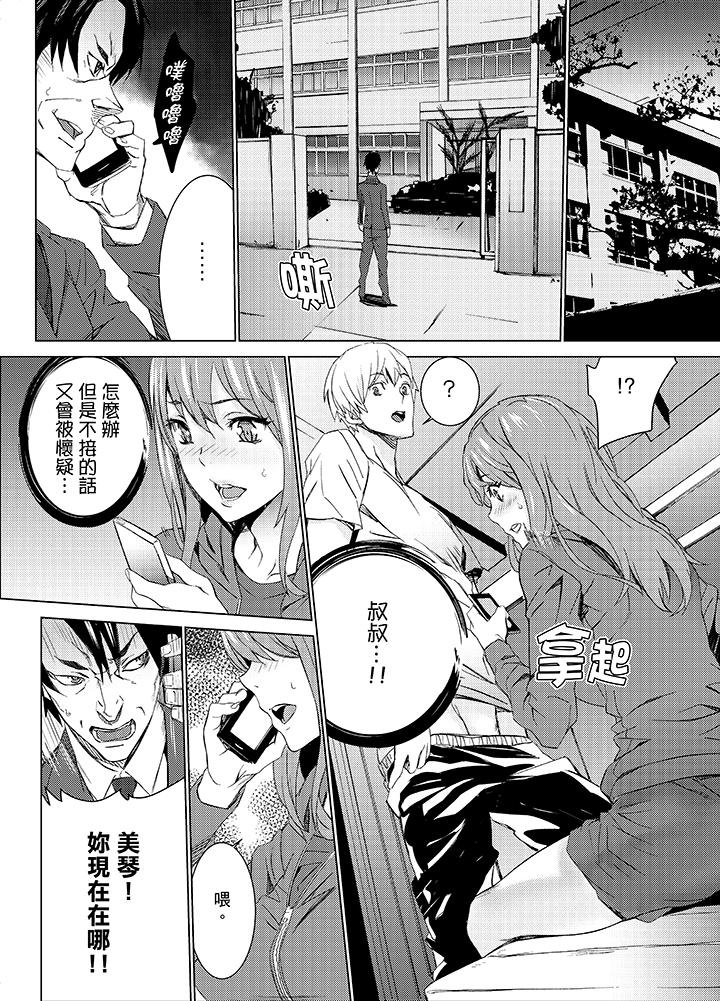 嘶
噗嚕嚕嚕
……
!?
?
拿起
叔叔…!!
怎麼辦
但是不接的話
又會被懷疑…
喂。
美琴！
妳現在在哪!!